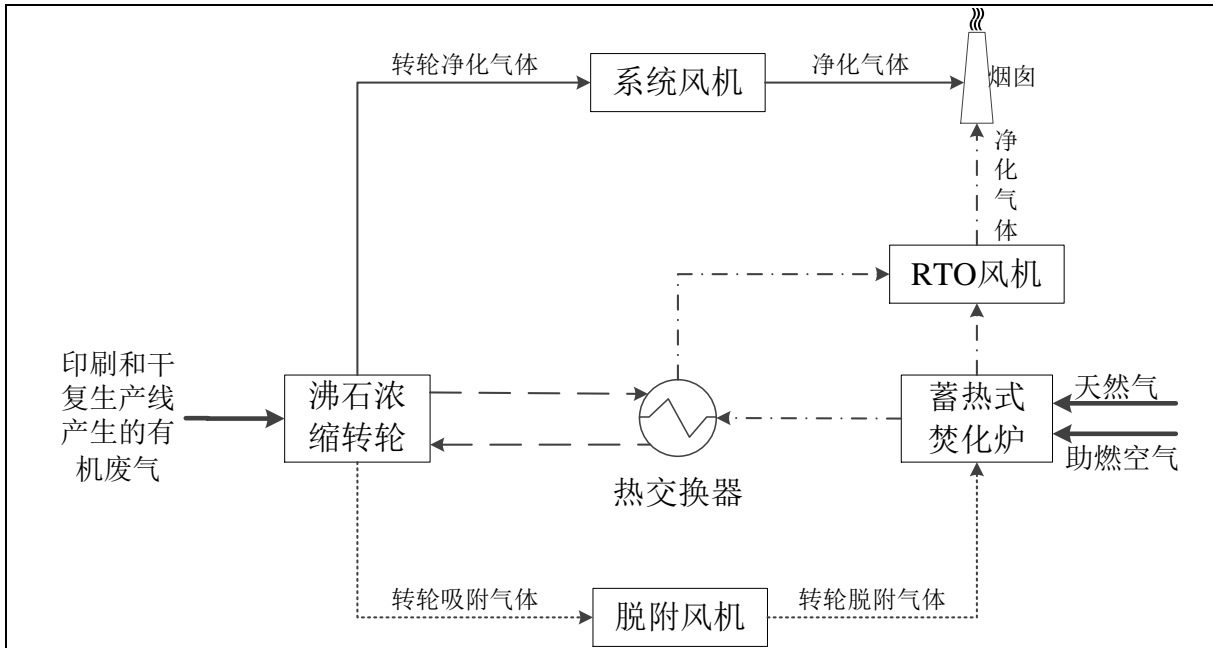 转轮净化气体
系统风机
净化气体
烟囱
净
化
气
体
RTO风机
印刷和干
复生产线
产生的有
机废气
沸石浓
缩转轮
热交换器
蓄热式
焚化炉
天然气
助燃空气
转轮吸附气体
脱附风机
转轮脱附气体